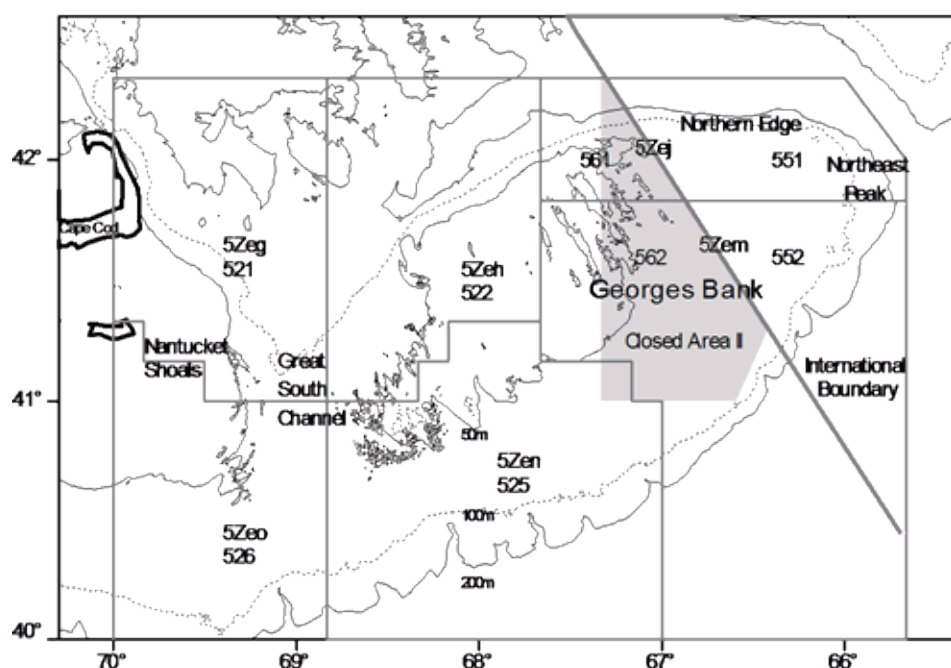 42°
41°
40°
70°
69°
68°
67°
66°
Cape Cod
Nantucket
Shoals
Great
South
Channel
5Zeg
521
5Zeh
522
5Zen
525
5Zeo
526
50m
100m
200m
Northern Edge
Northeast
Peak
561
5Zej
551
562
5Zem
552
Georges Bank
Closed Area II
International
Boundary